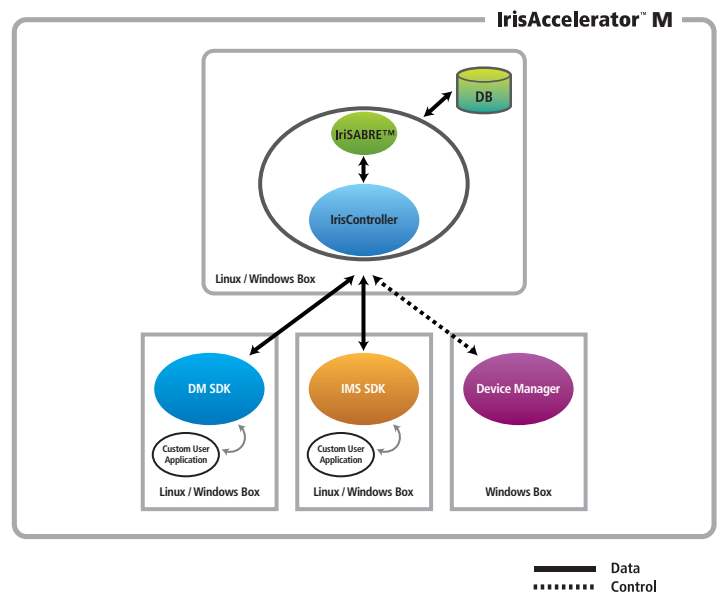 IrisAccelerator™ M
DB
IriSABRE™
IrisController
Linux / Windows Box
DM SDK
Custom User
Application
Linux / Windows Box
IMS SDK
Custom User
Application
Linux / Windows Box
Device Manager
Windows Box
Data
Control